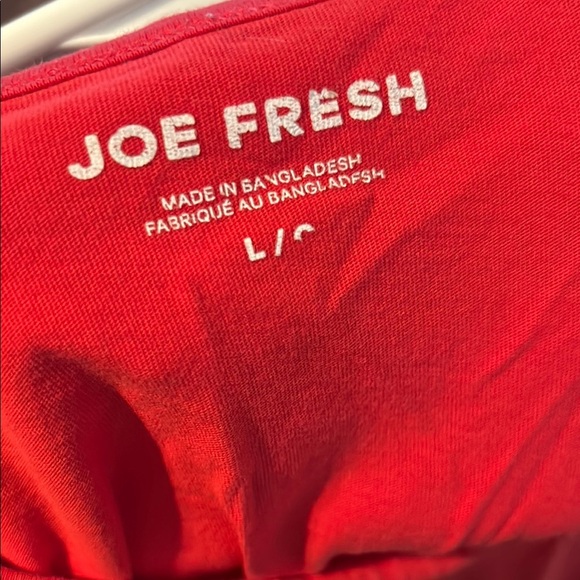 JOE FRESH
MADE IN BANGLADESH
FABRIQUÉ AU BANGLADESH
L /